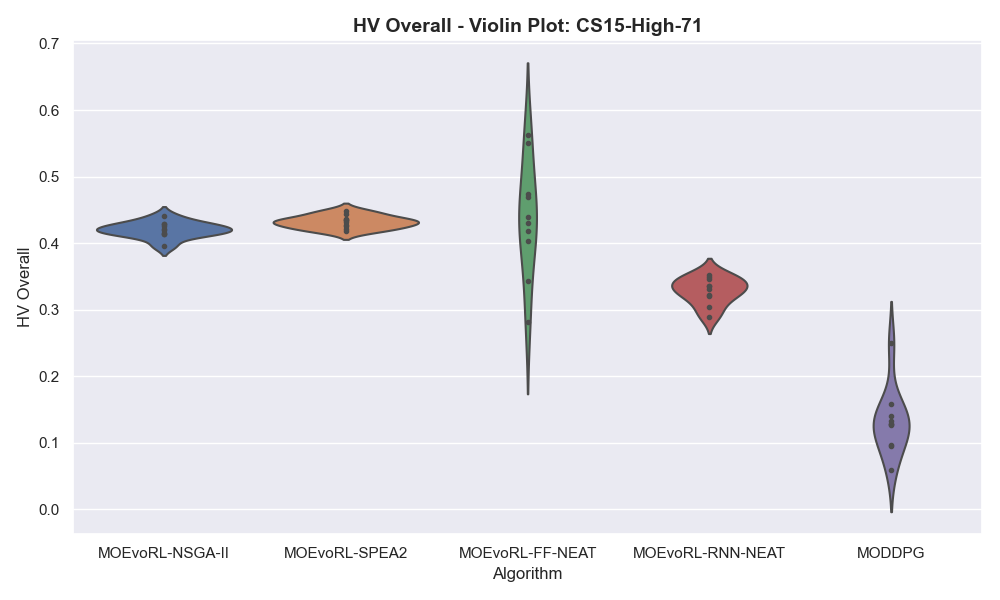 HV Overall - Violin Plot: CS15-High-71
HV Overall
0.7
0.6
0.5
0.4
0.3
0.2
0.1
0.0
MOEvoRL-NSGA-II
MOEvoRL-SPEA2
MOEvoRL-FF-NEAT
MOEvoRL-RNN-NEAT
MODDPG
Algorithm